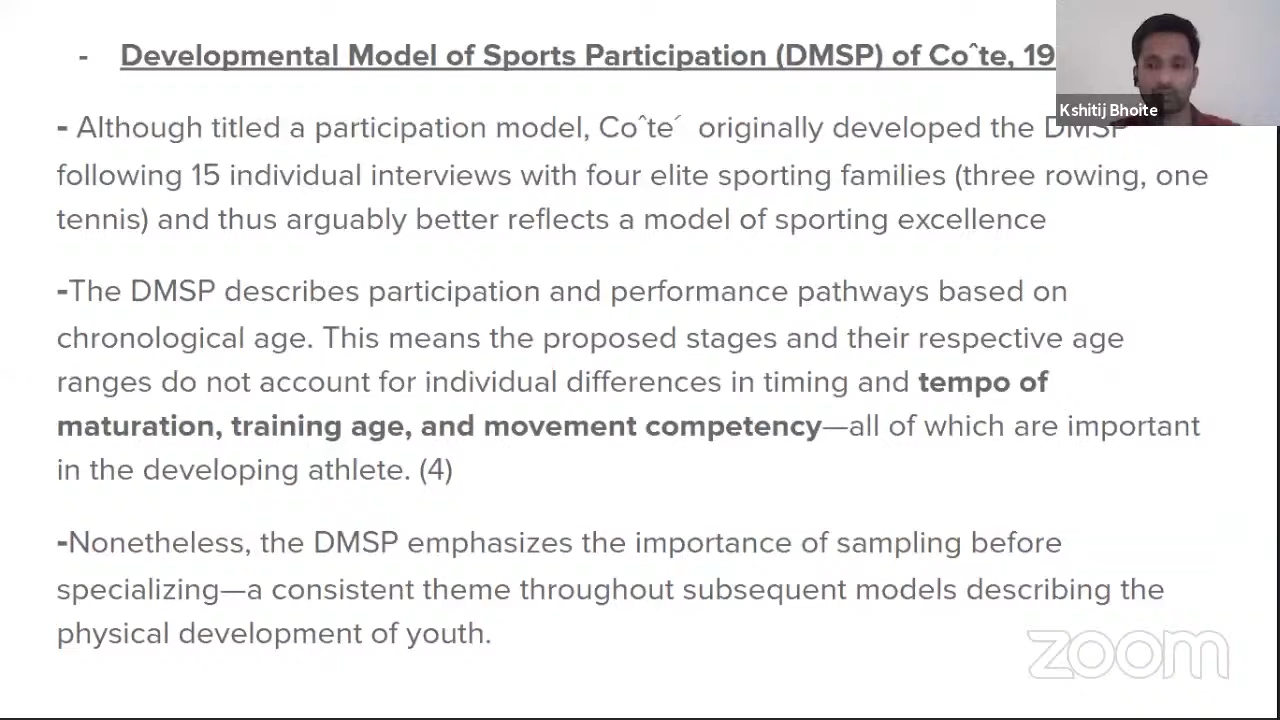 - Developmental Model of Sports Participation (DMSP) of Coˆte, 19
Kshitij Bhoite
- Although titled a participation model, Coˆte´ originally developed the DMSP
following 15 individual interviews with four elite sporting families (three rowing, one
tennis) and thus arguably better reflects a model of sporting excellence
-The DMSP describes participation and performance pathways based on
chronological age. This means the proposed stages and their respective age
ranges do not account for individual differences in timing and tempo of
maturation, training age, and movement competency—all of which are important
in the developing athlete. (4)
-Nonetheless, the DMSP emphasizes the importance of sampling before
specializing—a consistent theme throughout subsequent models describing the
physical development of youth.
zoom